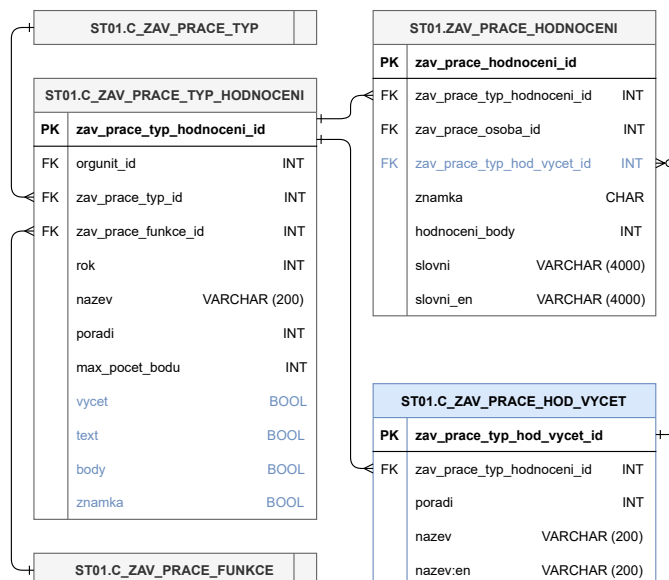 ST01.C_ZAV_PRACE_TYP
ST01.C_ZAV_PRACE_TYP_HODNOCENI
PK zav_prace_typ_hodnoceni_id
FK orgunit_id INT
FK zav_prace_typ_id INT
FK zav_prace_funkce_id INT
rok INT
nazev VARCHAR (200)
poradi INT
max_pocet_bodu INT
vycet BOOL
text BOOL
body BOOL
znamka BOOL
ST01.C_ZAV_PRACE_FUNKCE
ST01.ZAV_PRACE_HODNOCENI
PK zav_prace_hodnoceni_id
FK zav_prace_typ_hodnoceni_id INT
FK zav_prace_osoba_id INT
FK zav_prace_typ_hod_vycet_id INT
znamka CHAR
hodnoceni_body INT
slovni VARCHAR (4000)
slovni_en VARCHAR (4000)
ST01.C_ZAV_PRACE_HOD_VYCET
PK zav_prace_typ_hod_vycet_id
FK zav_prace_typ_hodnoceni_id INT
poradi INT
nazev VARCHAR (200)
nazev:en VARCHAR (200)